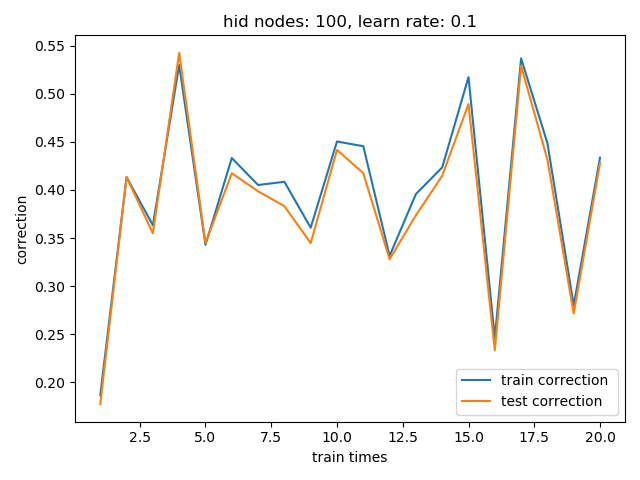 hid nodes: 100, learn rate: 0.1
0.55
0.50
0.45
0.40
0.35
0.30
0.25
0.20
correction
train correction
test correction
2.5 5.0 7.5 10.0 12.5 15.0 17.5 20.0
train times